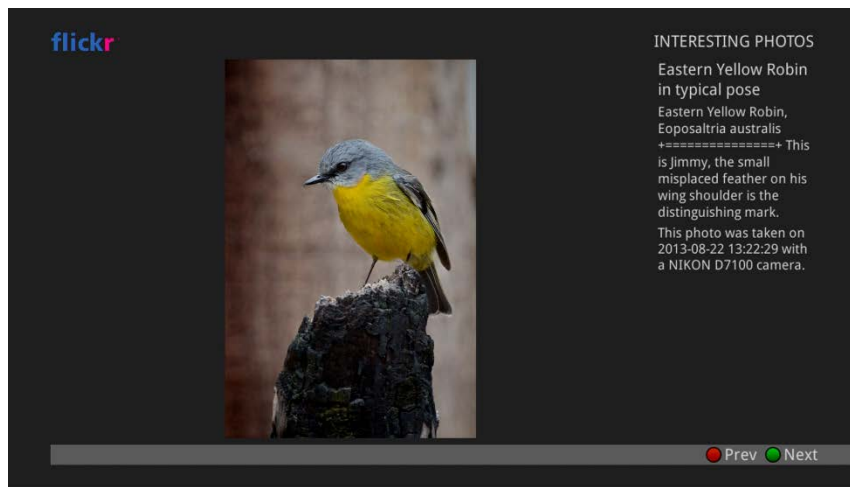 flickr
INTERESTING PHOTOS
Eastern Yellow Robin
in typical pose
Eastern Yellow Robin,
Eoposaltria australis
+===============+ This
is Jimmy, the small
misplaced feather on his
wing shoulder is the
distinguishing mark.
This photo was taken on
2013-08-22 13:22:29 with
a NIKON D7100 camera.
Prev Next